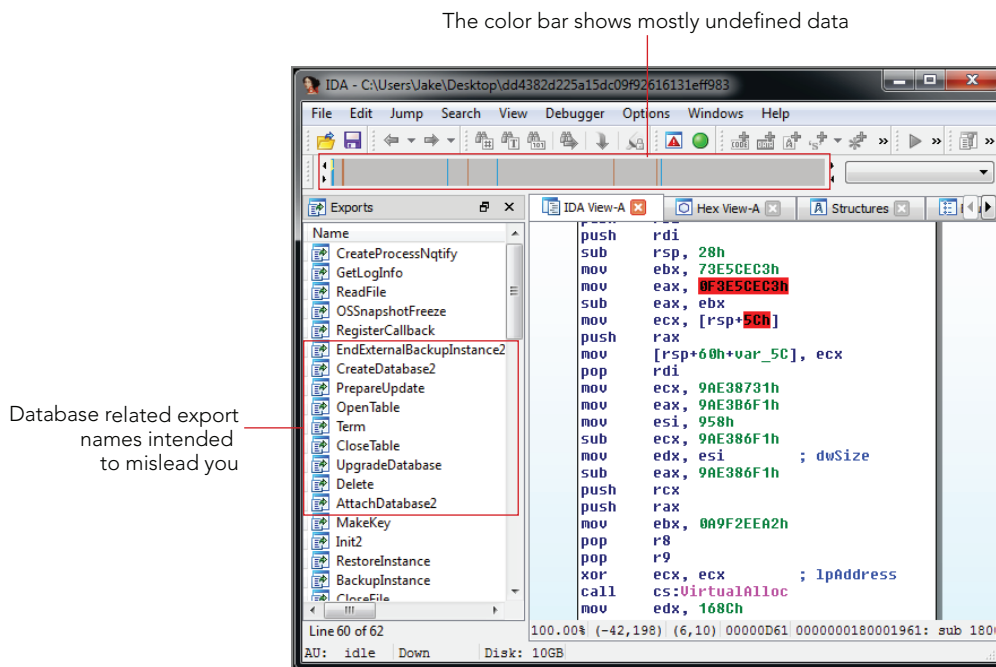 The color bar shows mostly undefined data
IDA - C:\Users\Jake\Desktop\dd4382d225a15dc09f92616131eff983
File Edit Jump Search View Debugger Options Windows Help
Exports
IDA View-A
Hex View-A
Structures
Name
CreateProcessNqtify
GetLogInfo
ReadFile
OSSnapshotFreeze
RegisterCallback
EndExternalBackupInstance2
CreateDatabase2
PrepareUpdate
OpenTable
Term
CloseTable
UpgradeDatabase
Delete
AttachDatabase2
MakeKey
Init2
RestoreInstance
BackupInstance
CloseFile
Line 60 of 62
Database related export
names intended
to mislead you
push rdi
sub rsp, 28h
mov ebx, 73E5CEC3h
mov eax, 0F3E5CEC3h
sub eax, ebx
mov ecx, [rsp+5Ch]
push rax
mov [rsp+60h+var_5C], ecx
pop rdi
mov ecx, 9AE38731h
mov eax, 9AE3B6F1h
mov esi, 958h
sub ecx, 9AE386F1h
mov edx, esi ; dwSize
sub eax, 9AE386F1h
push rcx
push rax
mov ebx, 0A9F2EEA2h
pop r8
pop r9
xor ecx, ecx ; lpAddress
call cs:VirtualAlloc
mov edx, 168Ch
100.00% (-42,198) (6,10) 00000D61 0000000180001961: sub 1800
AU: idle Down Disk: 10GB